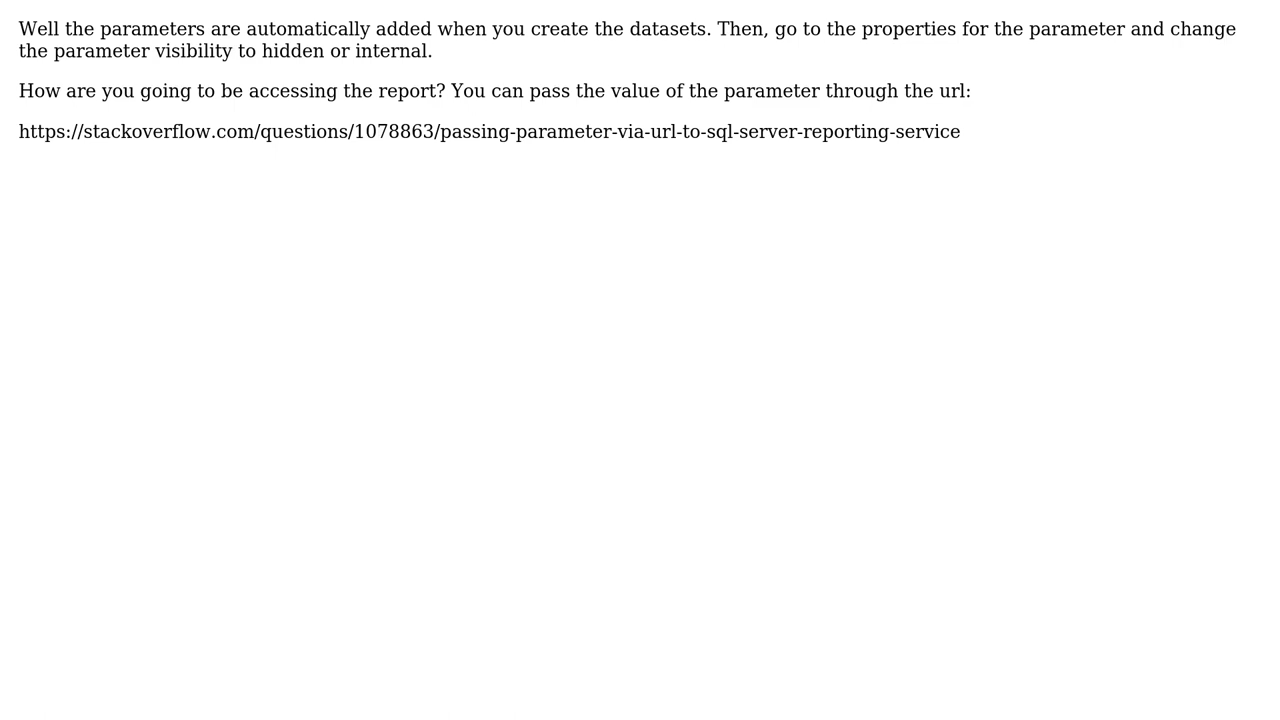 Well the parameters are automatically added when you create the datasets. Then, go to the properties for the parameter and change
the parameter visibility to hidden or internal.
How are you going to be accessing the report? You can pass the value of the parameter through the url:
https://stackoverflow.com/questions/1078863/passing-parameter-via-url-to-sql-server-reporting-service